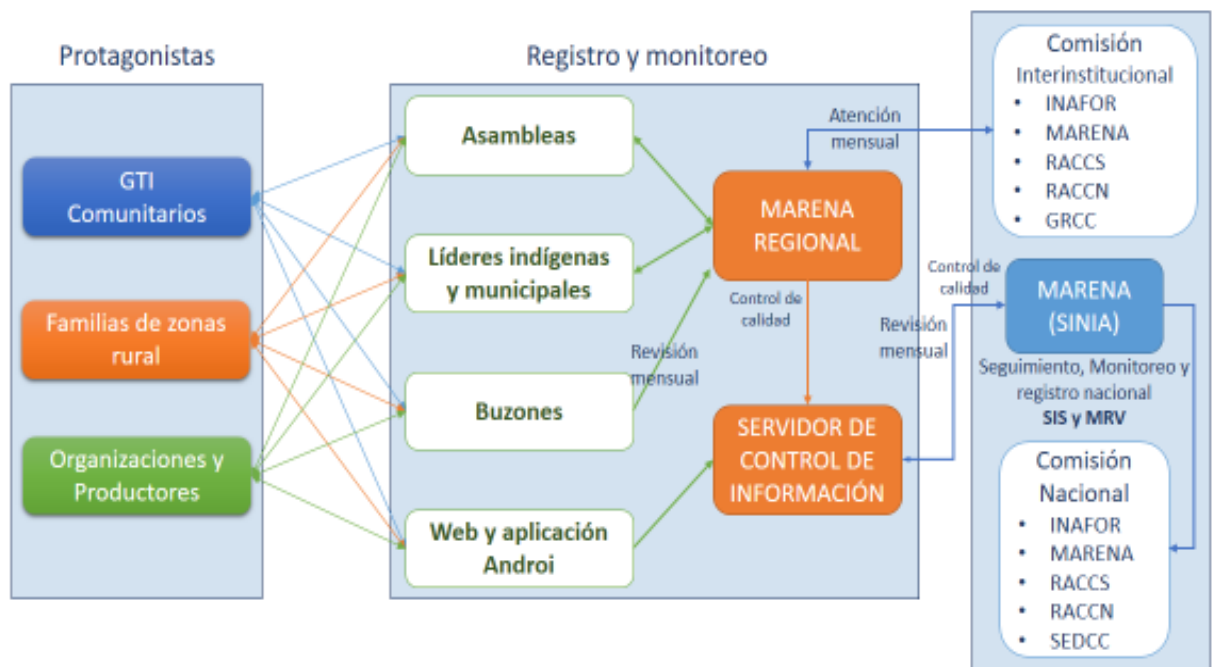 Protagonistas
GTI
Comunitarios
Familias de zonas
rural
Organizaciones y
Productores
Registro y monitoreo
Asambleas
Líderes indígenas
y municipales
Buzones
Web y aplicación
Androi
Revisión
mensual
Atención
mensual
MARENA
REGIONAL
Control de
calidad
SERVIDOR DE
CONTROL DE
INFORMACIÓN
Revisión
mensual
Control de
calidad
Comisión
Interinstitucional
• INAFOR
• MARENA
• RACCS
• RACCN
• GRCC
MARENA
(SINIA)
Seguimiento, Monitoreo y
registro nacional
SIS y MRV
Comisión
Nacional
• INAFOR
• MARENA
• RACCS
• RACCN
• SEDCC